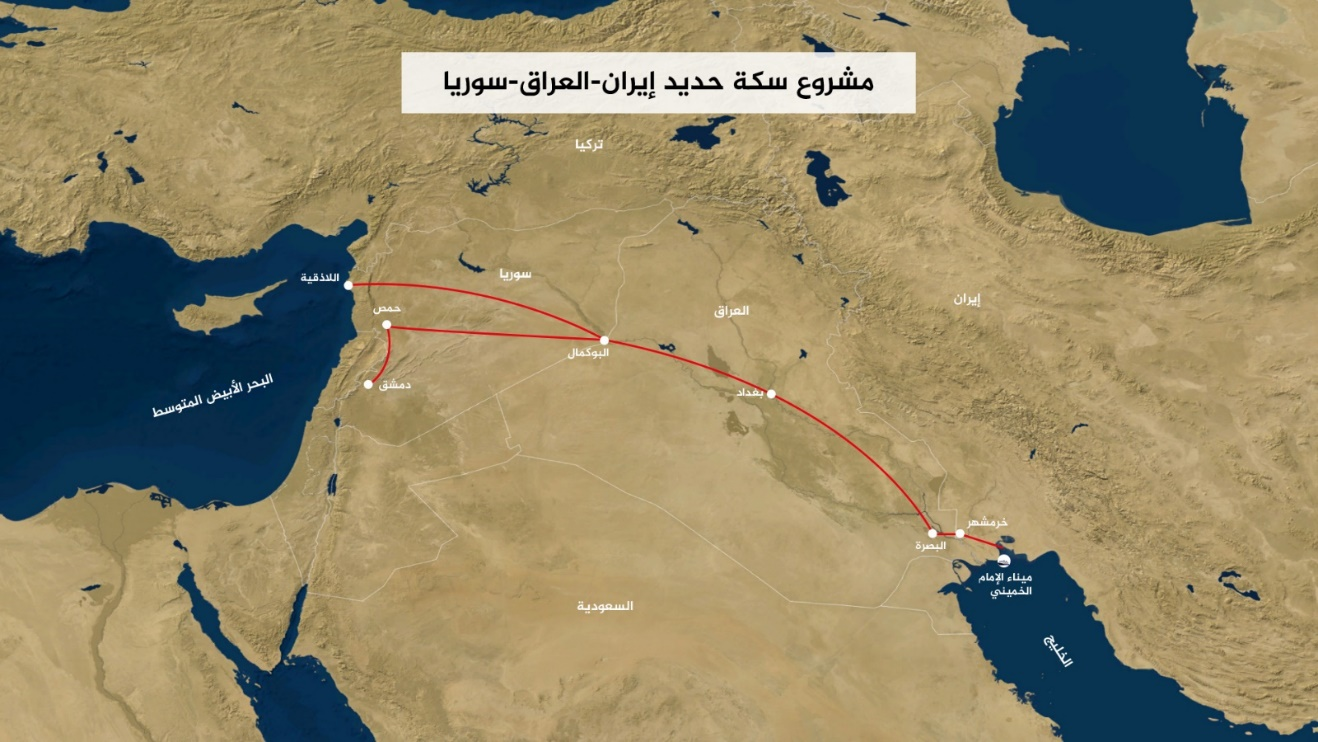 مشروع سكة حديد إيران-العراق-سوريا
تركيا
سوريا
اللاذقية
إيران
حمص
العراق
البوكمال
دمشق
البحر الأبيض المتوسط
بغداد
خرمشهر
البصرة
ميناء الإمام
الخميني
السعودية
الخليج